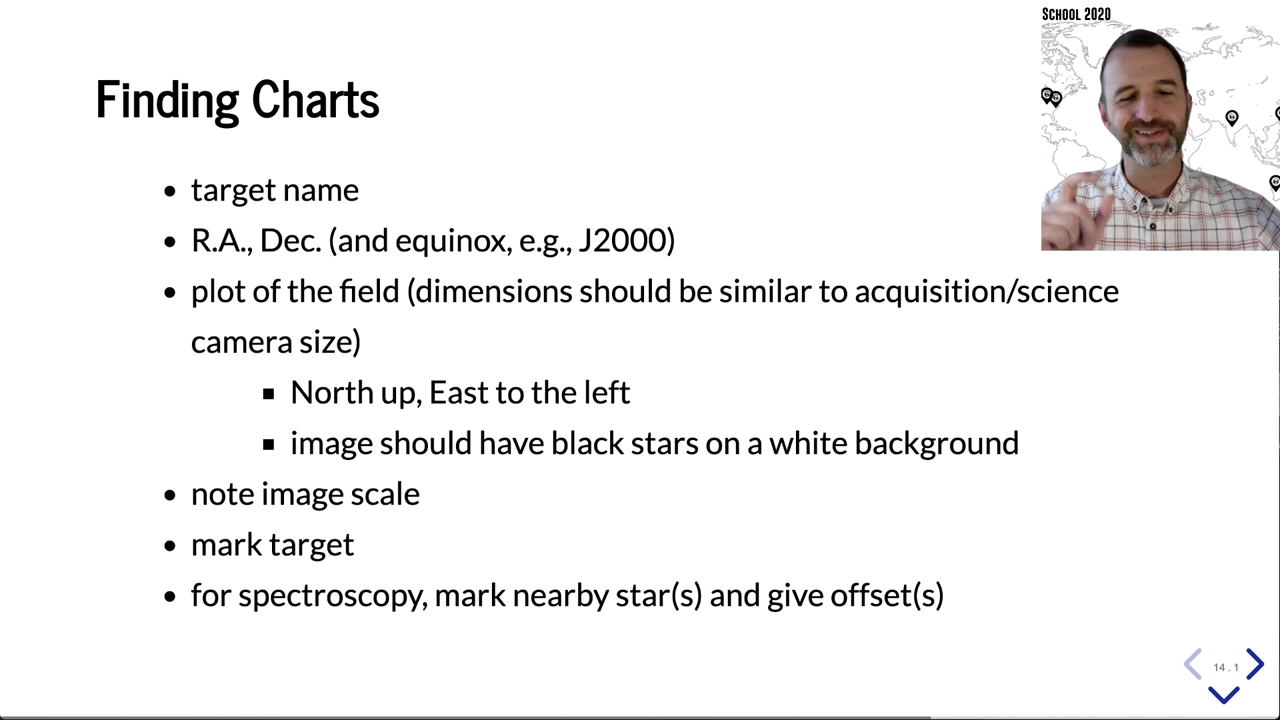 SCHOOL 2020
Finding Charts
• target name
• R.A., Dec. (and equinox, e.g., J2000)
• plot of the field (dimensions should be similar to acquisition/science
camera size)
▪ North up, East to the left
▪ image should have black stars on a white background
• note image scale
• mark target
• for spectroscopy, mark nearby star(s) and give offset(s)
14 . 1